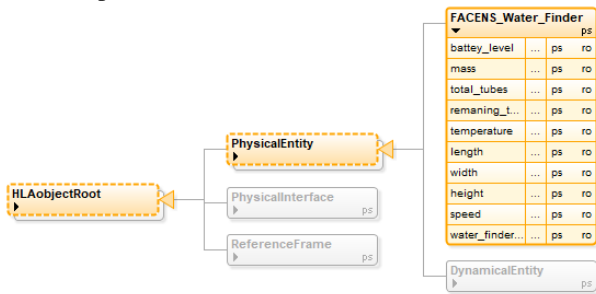 FACENS_Water_Finder
ps
battey_level ... ps ro
mass ... ps ro
total_tubes ... ps ro
remaning_t... ... ps ro
temperature ... ps ro
length ... ps ro
width ... ps ro
height ... ps ro
speed ... ps ro
water_finder... ... ps ro
PhysicalEntity
HLAobjectRoot
PhysicalInterface
ps
ReferenceFrame
ps
DynamicalEntity
ps